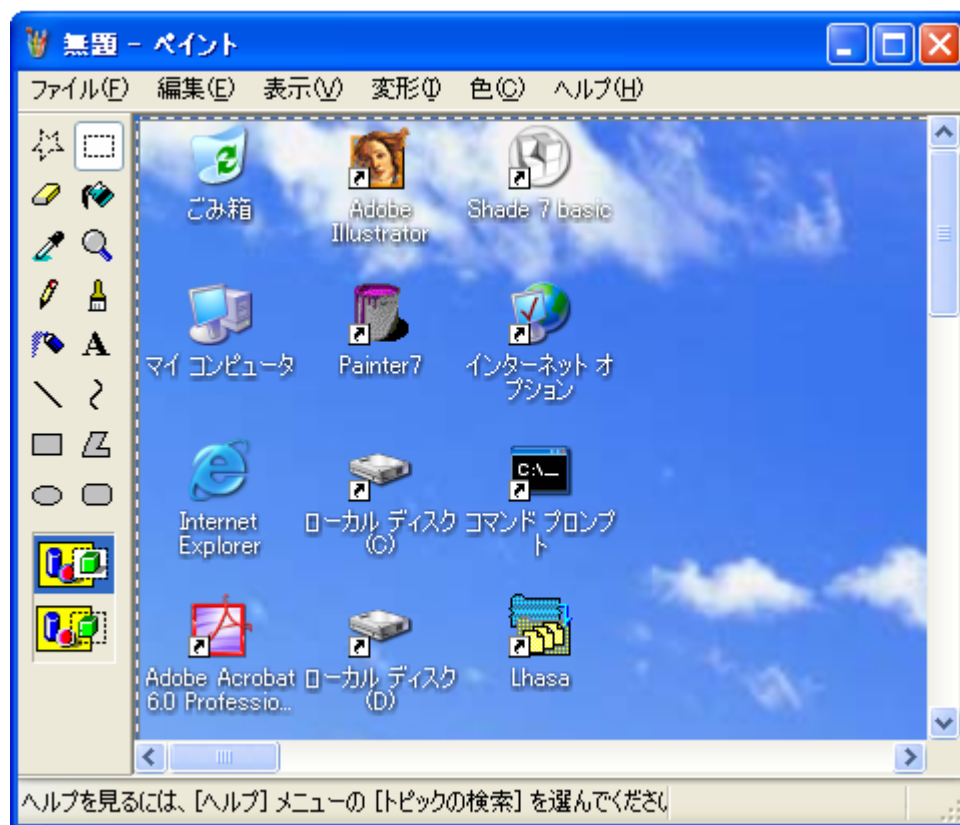 無題 - ペイント
ファイル(F) 編集(E) 表示(V) 変形(I) 色(C) ヘルプ(H)
A
ごみ箱
Adobe
Illustrator
Shade 7 basic
マイ コンピュータ
Painter7
インターネット オ
プション
C:\_
Internet
Explorer
ローカル ディスク
(C)
コマンド プロンプ
ト
Adobe Acrobat
6.0 Professio...
ローカル ディスク
(D)
Lhasa
ヘルプを見るには、[ヘルプ] メニューの [トピックの検索] を選んでくださ